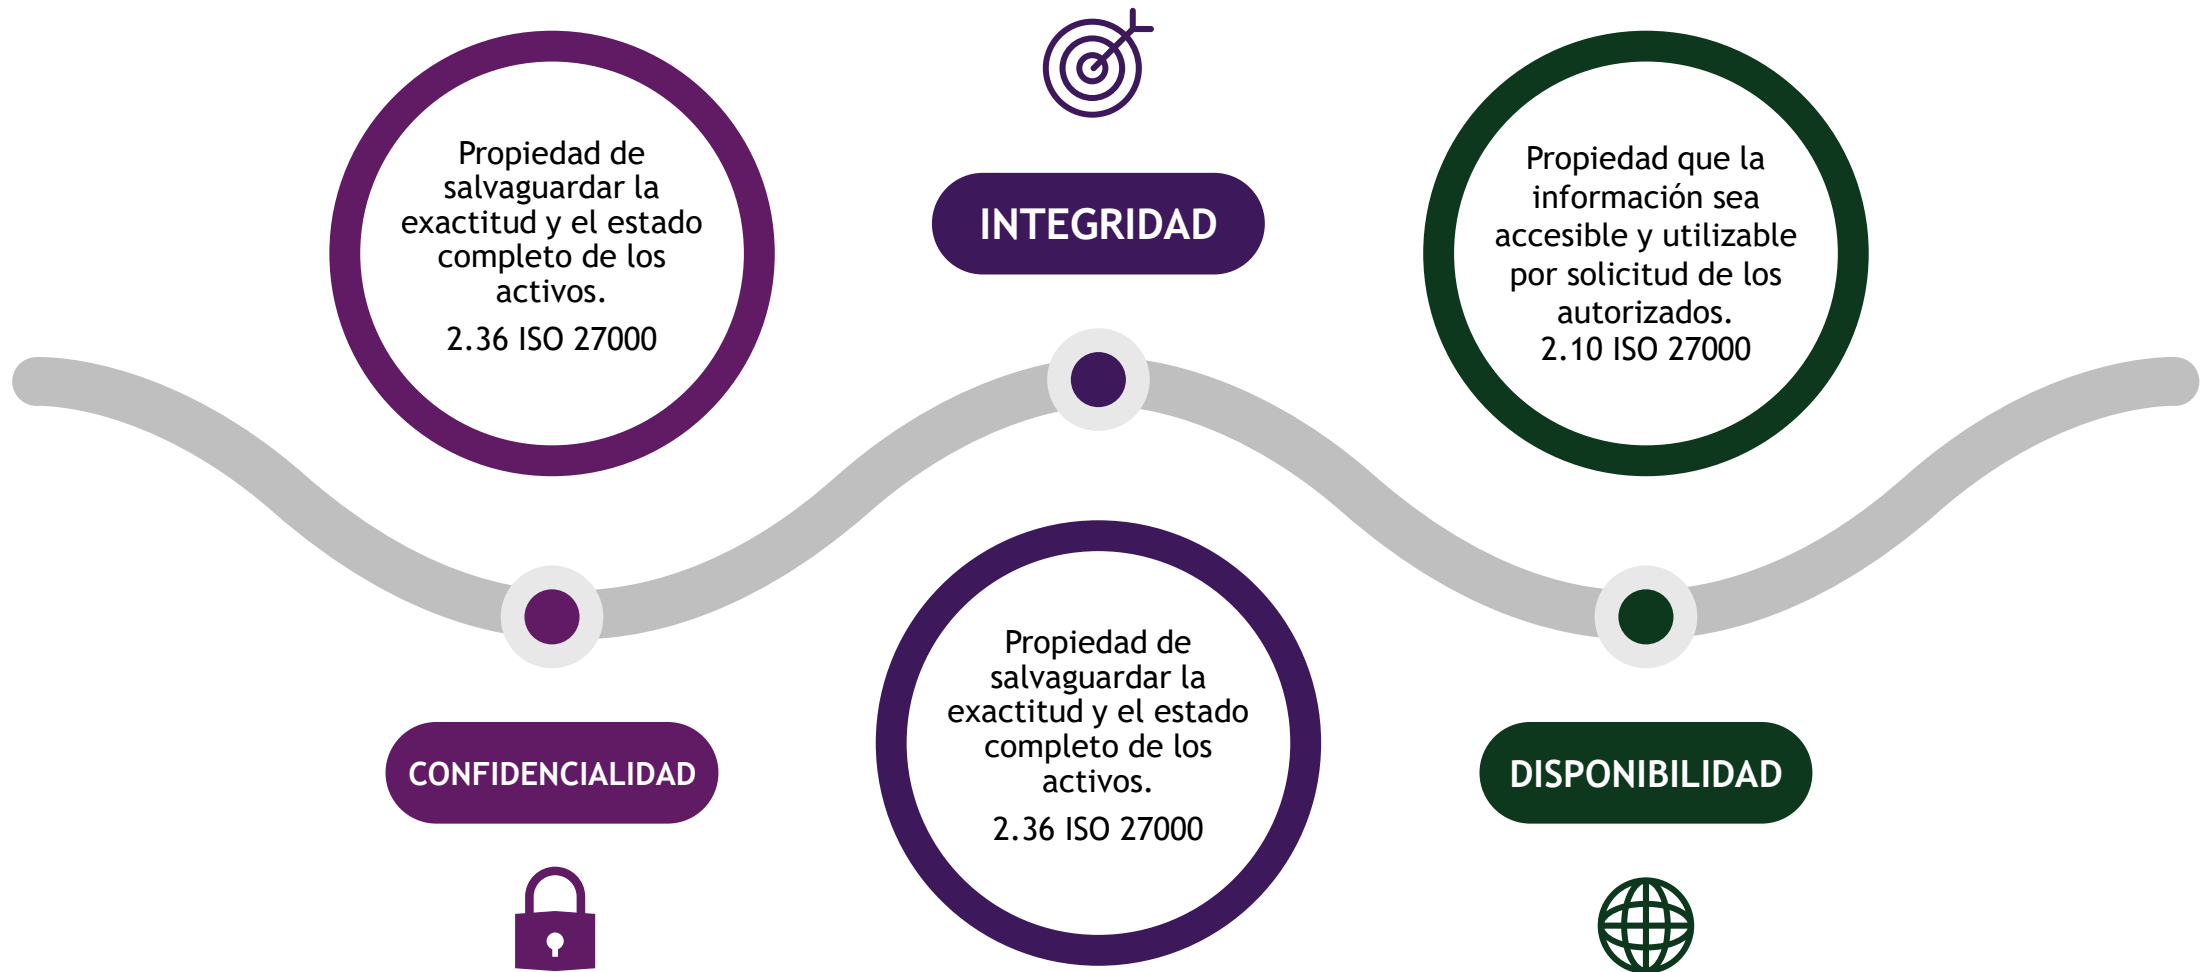 Propiedad de
salvaguardar la
exactitud y el estado
completo de los
activos.
2.36 ISO 27000
CONFIDENCIALIDAD
INTEGRIDAD
Propiedad de
salvaguardar la
exactitud y el estado
completo de los
activos.
2.36 ISO 27000
Propiedad que la
información sea
accesible y utilizable
por solicitud de los
autorizados.
2.10 ISO 27000
DISPONIBILIDAD